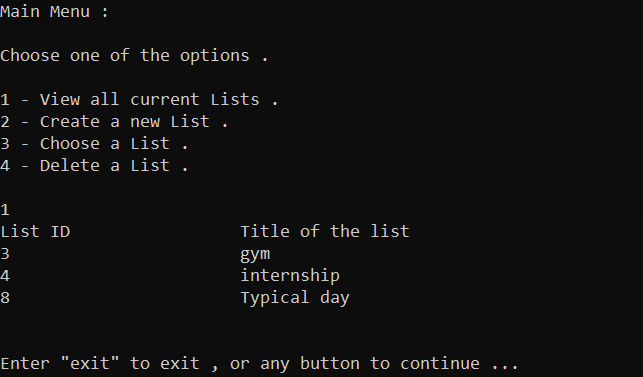 Main Menu :
Choose one of the options .
1 - View all current Lists .
2 - Create a new List .
3 - Choose a List .
4 - Delete a List .
1
List ID Title of the list
3 gym
4 internship
8 Typical day
Enter "exit" to exit , or any button to continue ...